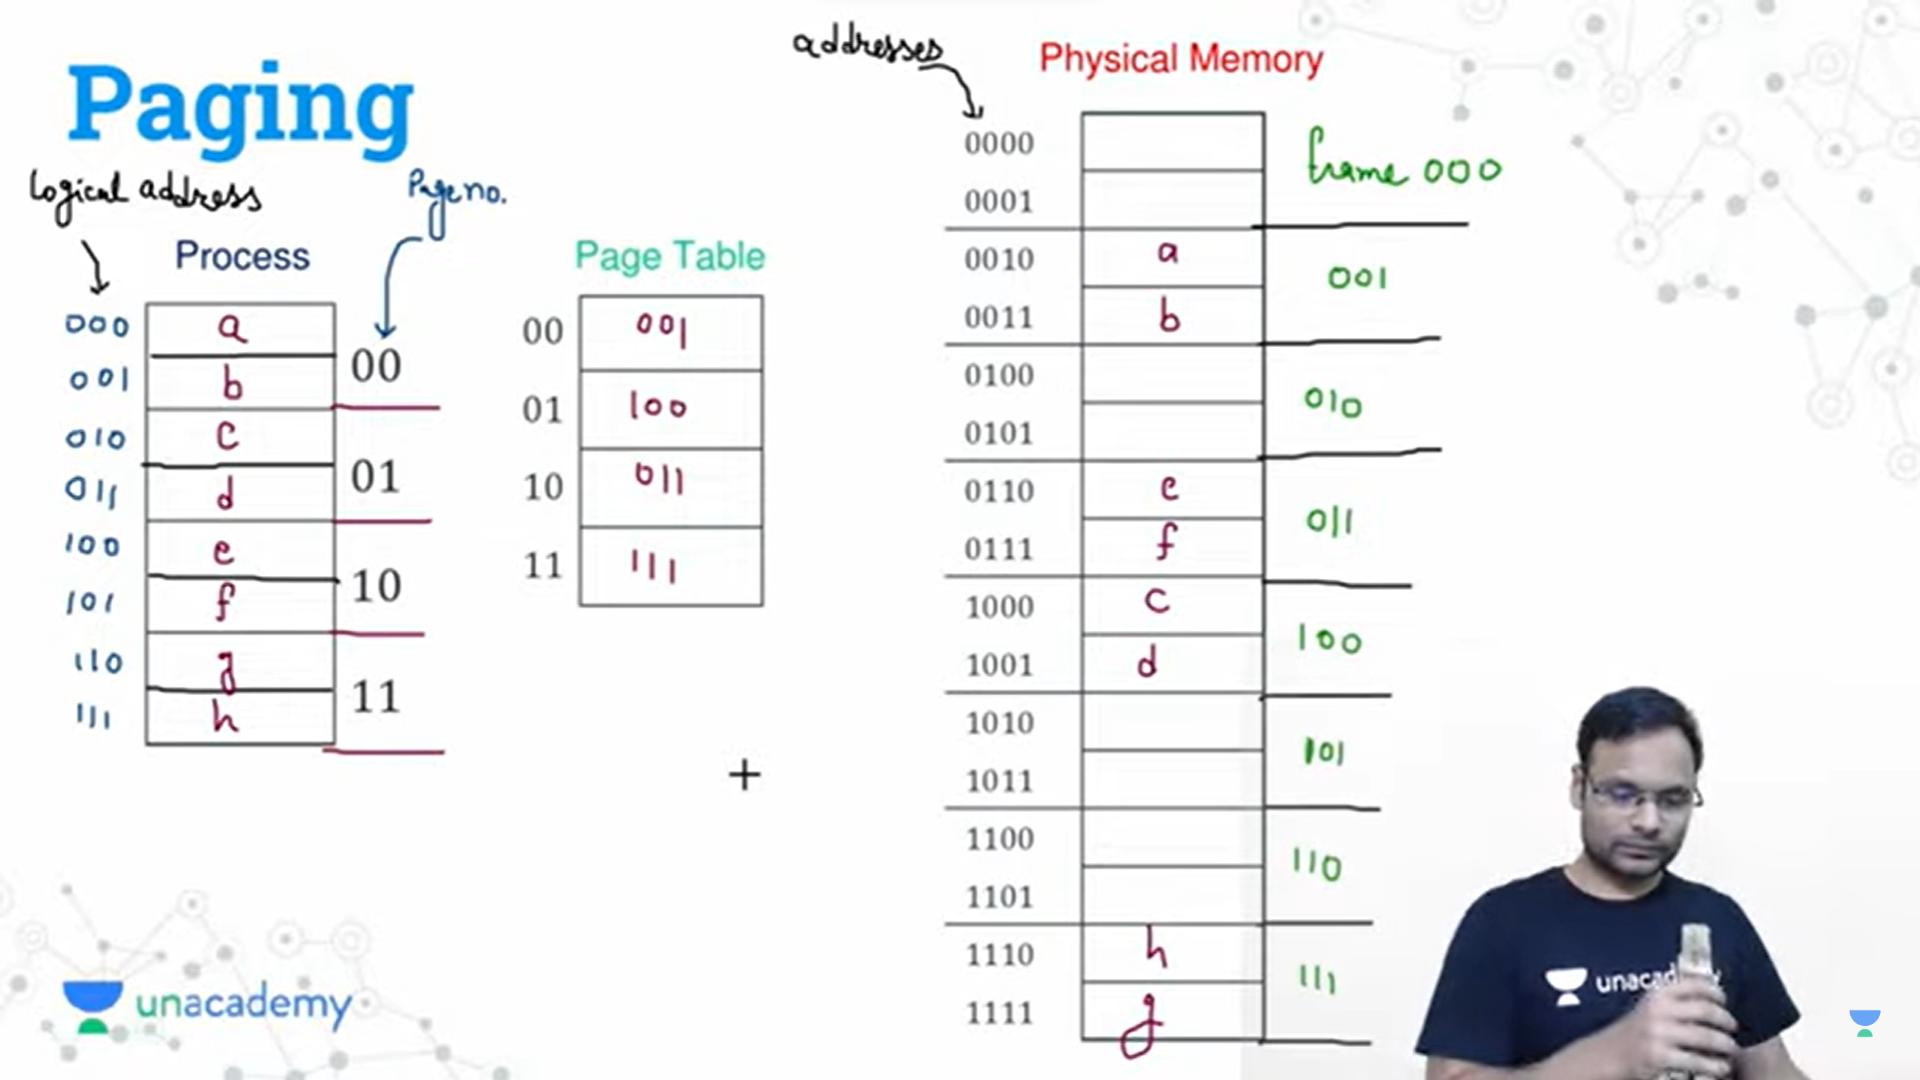 Paging
Logical address
Page no.
Process
000 a
001 b
00
010 c
011 d
01
100 e
101 f
10
110 g
111 h
11
Page Table
00 001
01 100
10 011
11 111
addresses
Physical Memory
0000
0001
frame 000
0010 a
0011 b
001
0100
0101
010
0110 e
0111 f
011
1000 c
1001 d
100
1010
1011
101
1100
1101
110
1110 h
1111 g
111
+
unacademy